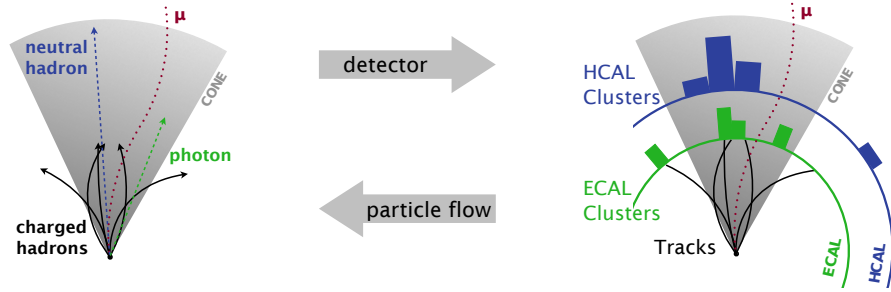 μ
neutral
hadron
CONE
photon
charged
hadrons
detector
particle flow
μ
HCAL
Clusters
CONE
ECAL
Clusters
Tracks
ECAL
HCAL